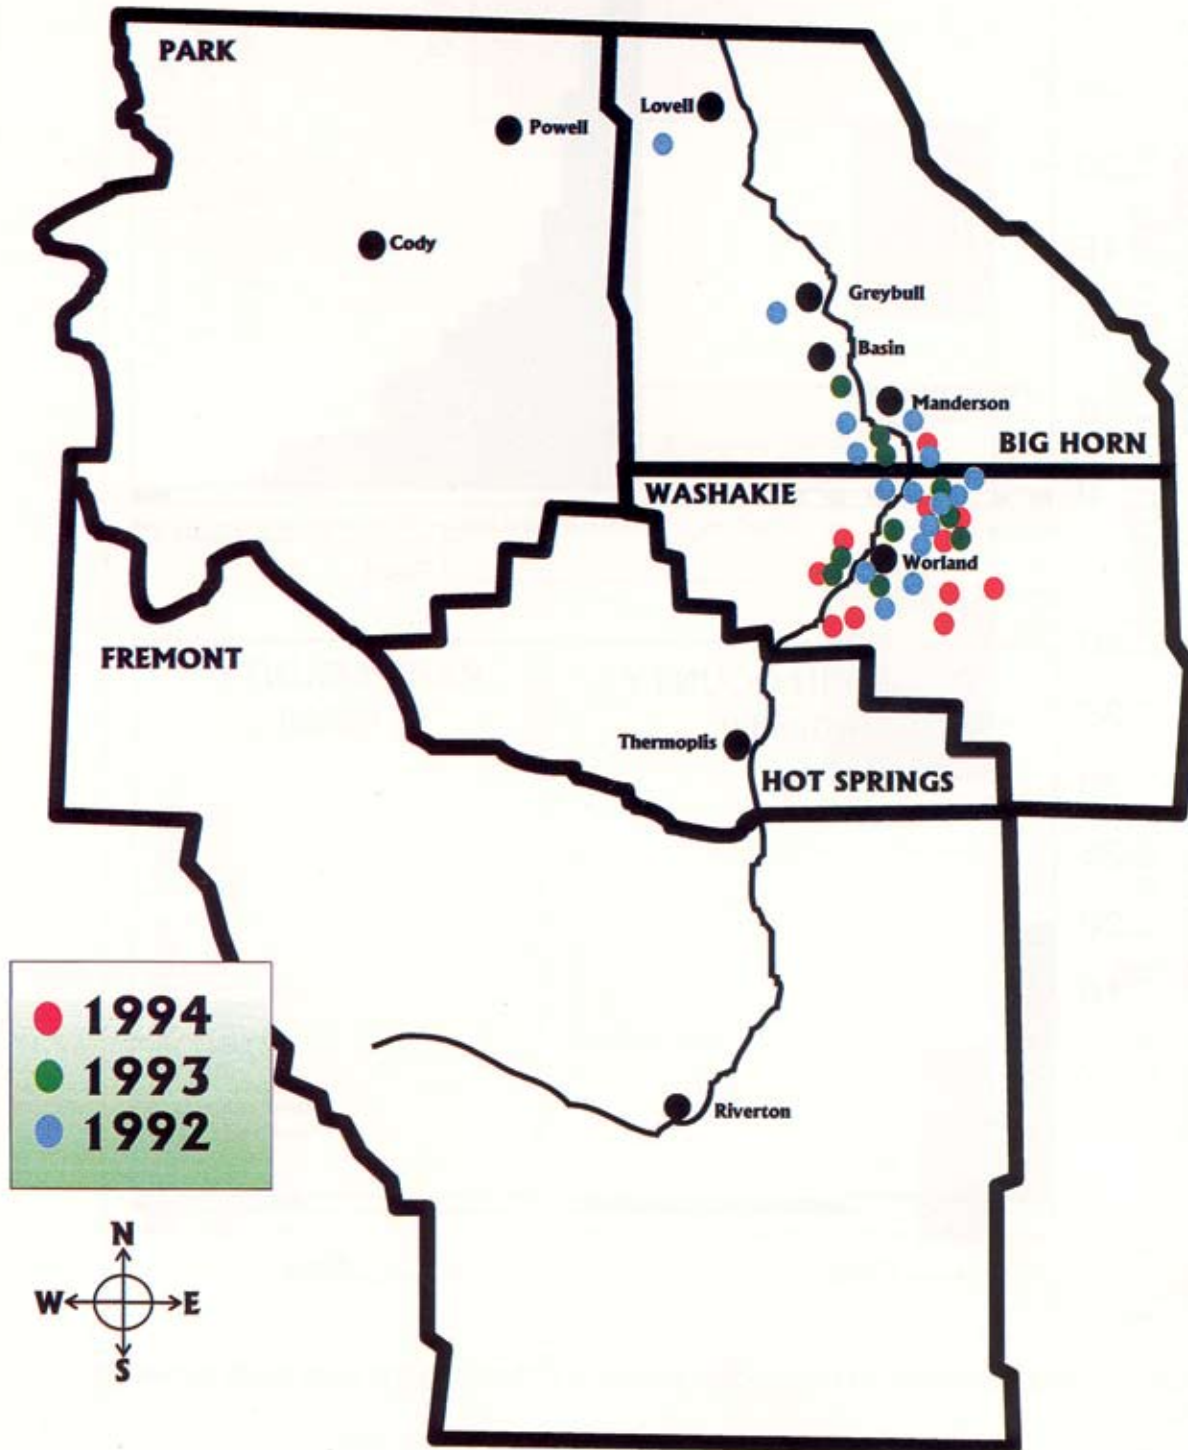 PARK
Lovell
Powell
Cody
Greybull
Basin
Manderson
BIG HORN
WASHAKIE
Worland
FREMONT
Thermoplis
HOT SPRINGS
1994
1993
1992
Riverton
N
W E
S